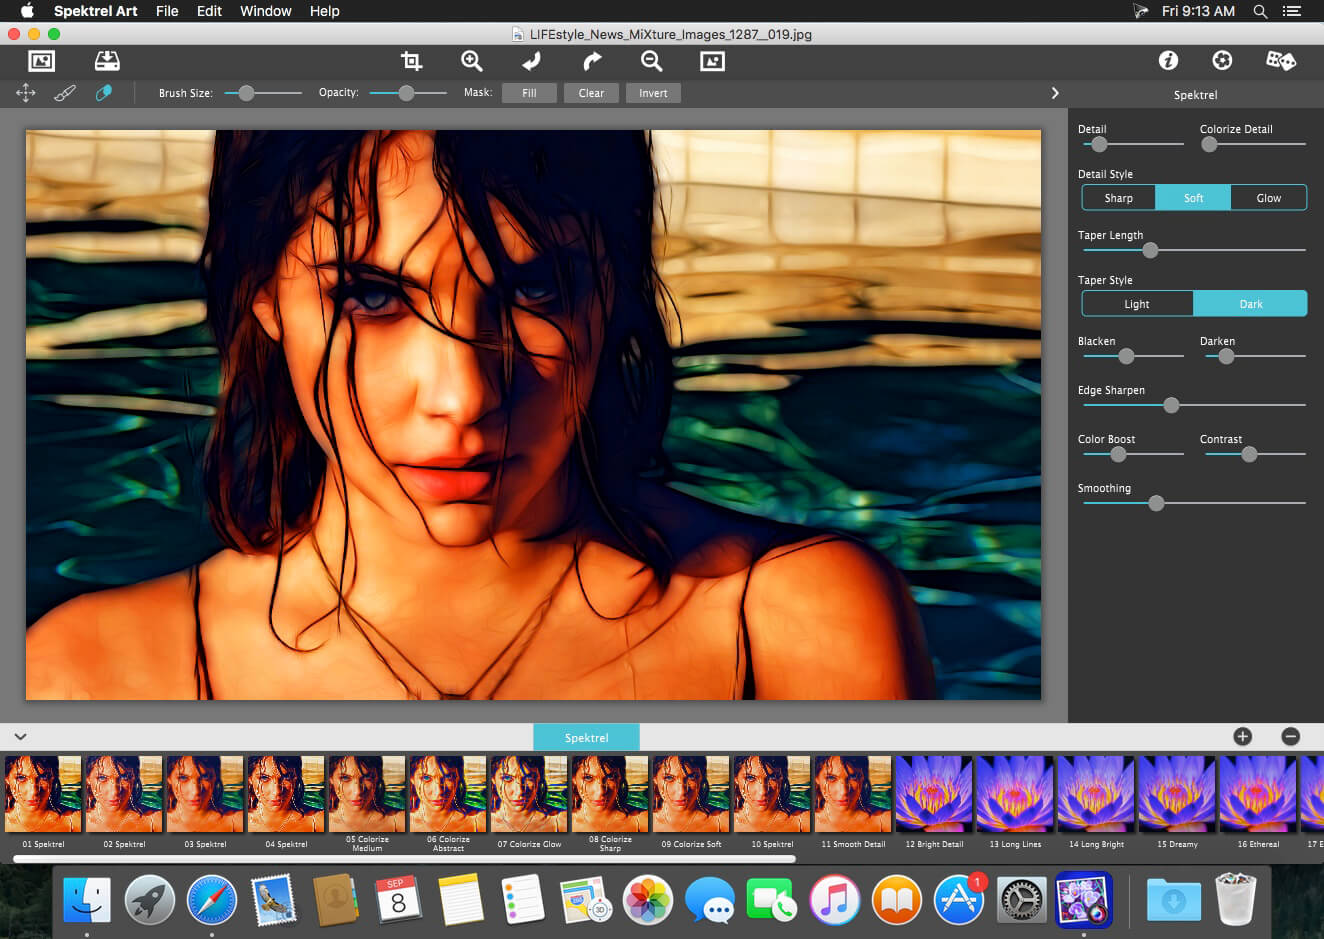 Spektrel Art File Edit Window Help Fri 9:13 AM
LIFEstyle_News_MiXture_Images_1287__019.jpg
Brush Size: Opacity: Mask: Fill Clear Invert
Spektrel
Detail Colorize Detail
Detail Style
Sharp Soft Glow
Taper Length
Taper Style
Light Dark
Blacken Darken
Edge Sharpen
Color Boost Contrast
Smoothing
Spektrel
01 Spektrel
02 Spektrel
03 Spektrel
04 Spektrel
05 Colorize
Medium
06 Colorize
Abstract
07 Colorize Glow
08 Colorize
Sharp
09 Colorize Soft
10 Spektrel
11 Smooth Detail
12 Bright Detail
13 Long Lines
14 Long Bright
15 Dreamy
16 Ethereal
17 E
SEP
8
3D
1